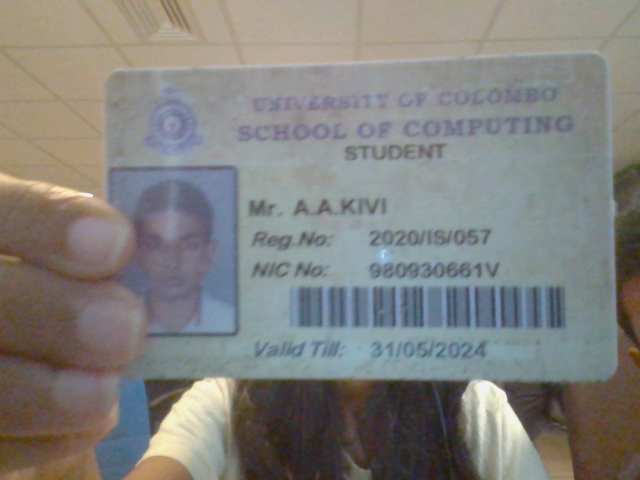 UNIVERSITY OF COLOMBO
SCHOOL OF COMPUTING
STUDENT
Mr. A.A.KIVI
Reg.No: 2020/IS/057
NIC No: 980930661V
Valid Till: 31/05/2024